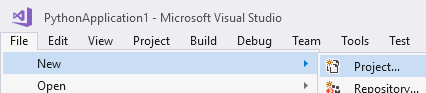 PythonApplication1 - Microsoft Visual Studio
File Edit View Project Build Debug Team Tools Test
New Project...
Open Repository...